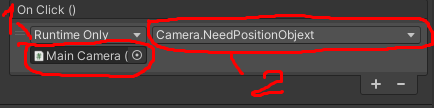 On Click ()
1
Runtime Only Camera.NeedPositionObjext
Main Camera (
2
+ −